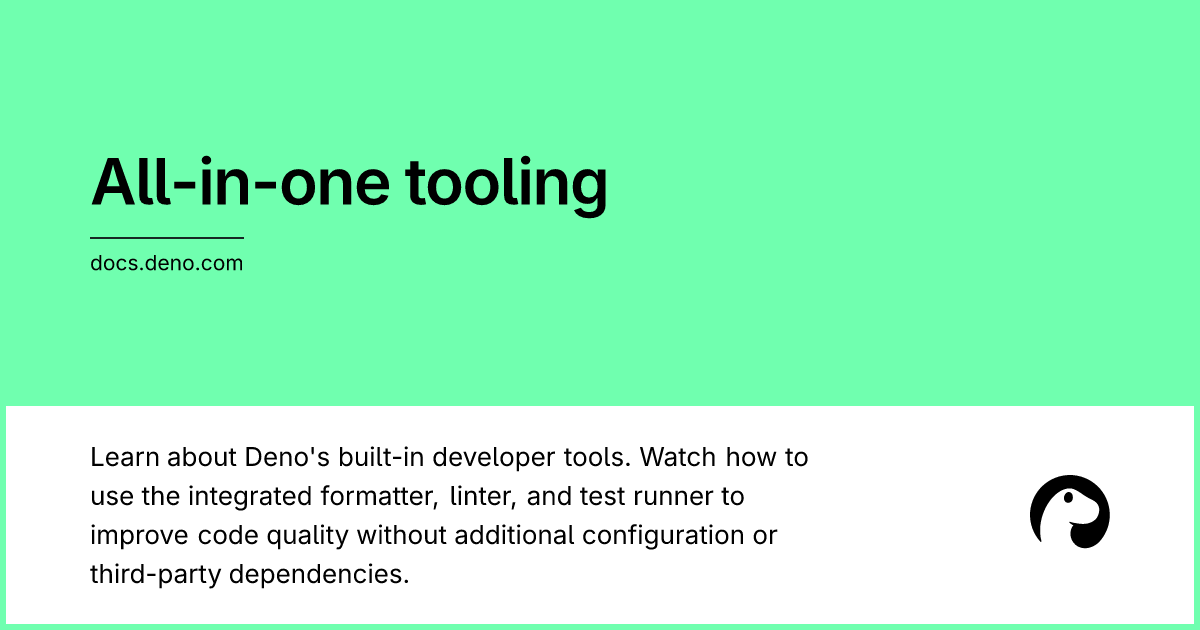 All-in-one tooling
docs.deno.com
Learn about Deno's built-in developer tools. Watch how to
use the integrated formatter, linter, and test runner to
improve code quality without additional configuration or
third-party dependencies.